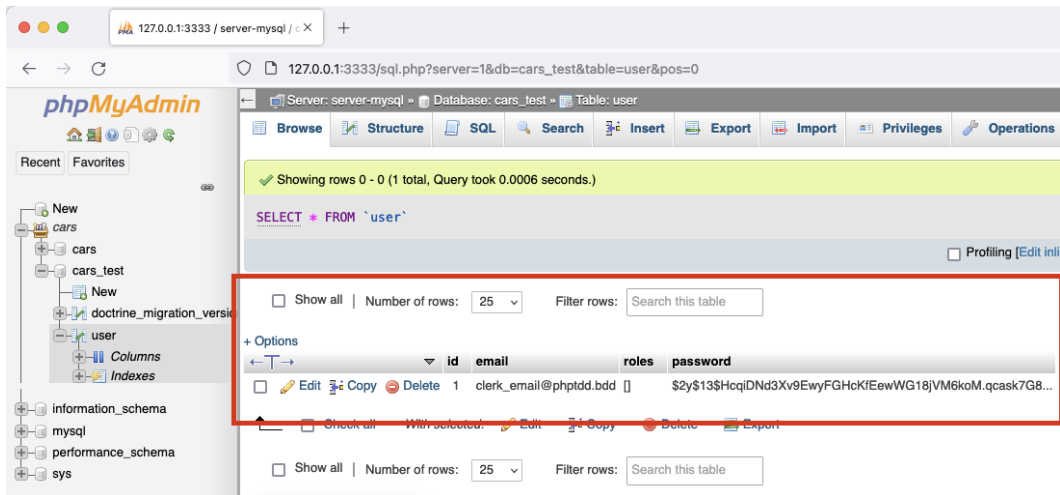 127.0.0.1:3333 / server-mysql / c
127.0.0.1:3333/sql.php?server=1&db=cars_test&table=user&pos=0
phpMyAdmin
Recent Favorites
New
cars
cars
cars_test
New
doctrine_migration_versio
user
Columns
Indexes
information_schema
mysql
performance_schema
sys
Server: server-mysql » Database: cars_test » Table: user
Browse Structure SQL Search Insert Export Import Privileges Operations
Showing rows 0 - 0 (1 total, Query took 0.0006 seconds.)
SELECT * FROM `user`
Profiling [Edit inli
Show all | Number of rows: 25 Filter rows: Search this table
+ Options
id email roles password
Edit Copy Delete 1 clerk_email@phptdd.bdd [] $2y$13$HcqiDNd3Xv9EwyFGHcKfEewWG18jVM6koM.qcask7G8...
Check all With selected: Edit Copy Delete Export
Show all | Number of rows: 25 Filter rows: Search this table